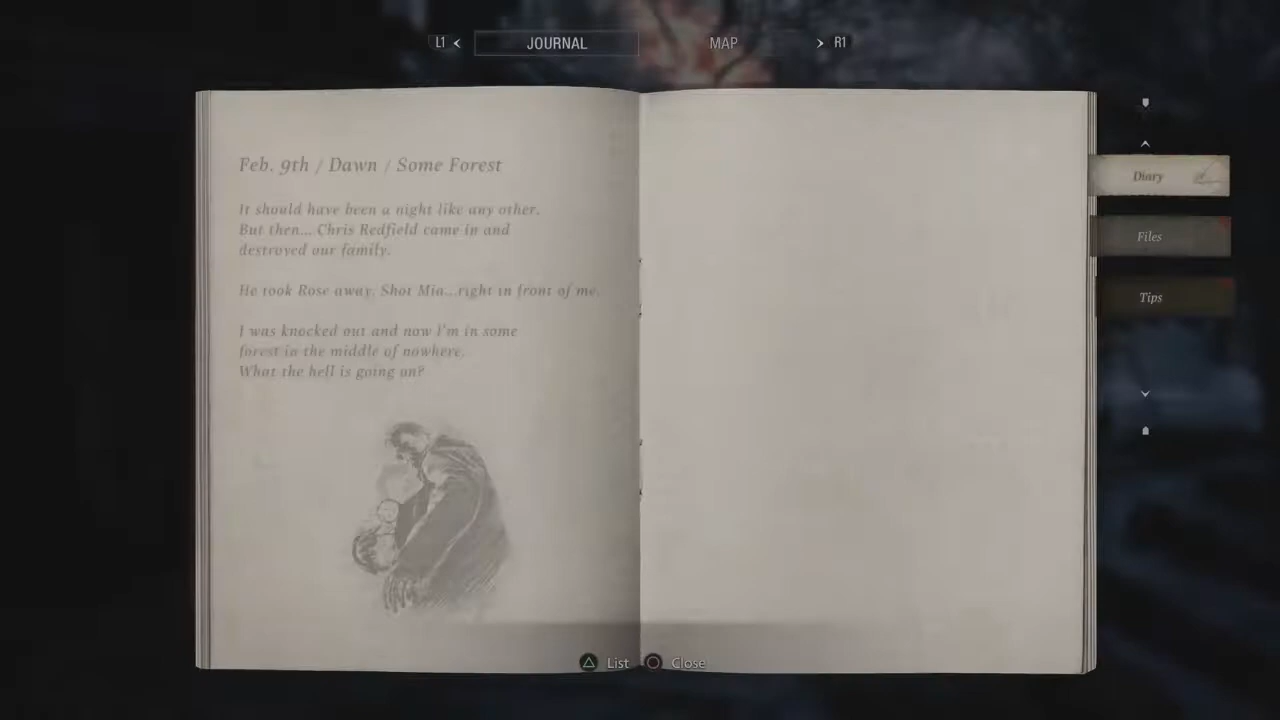 L1 JOURNAL MAP R1
Feb. 9th / Dawn / Some Forest
It should have been a night like any other.
But then... Chris Redfield came in and
destroyed our family.
He took Rose away. Shot Mia...right in front of me.
I was knocked out and now I'm in some
forest in the middle of nowhere.
What the hell is going on?
Diary
Files
Tips
List Close